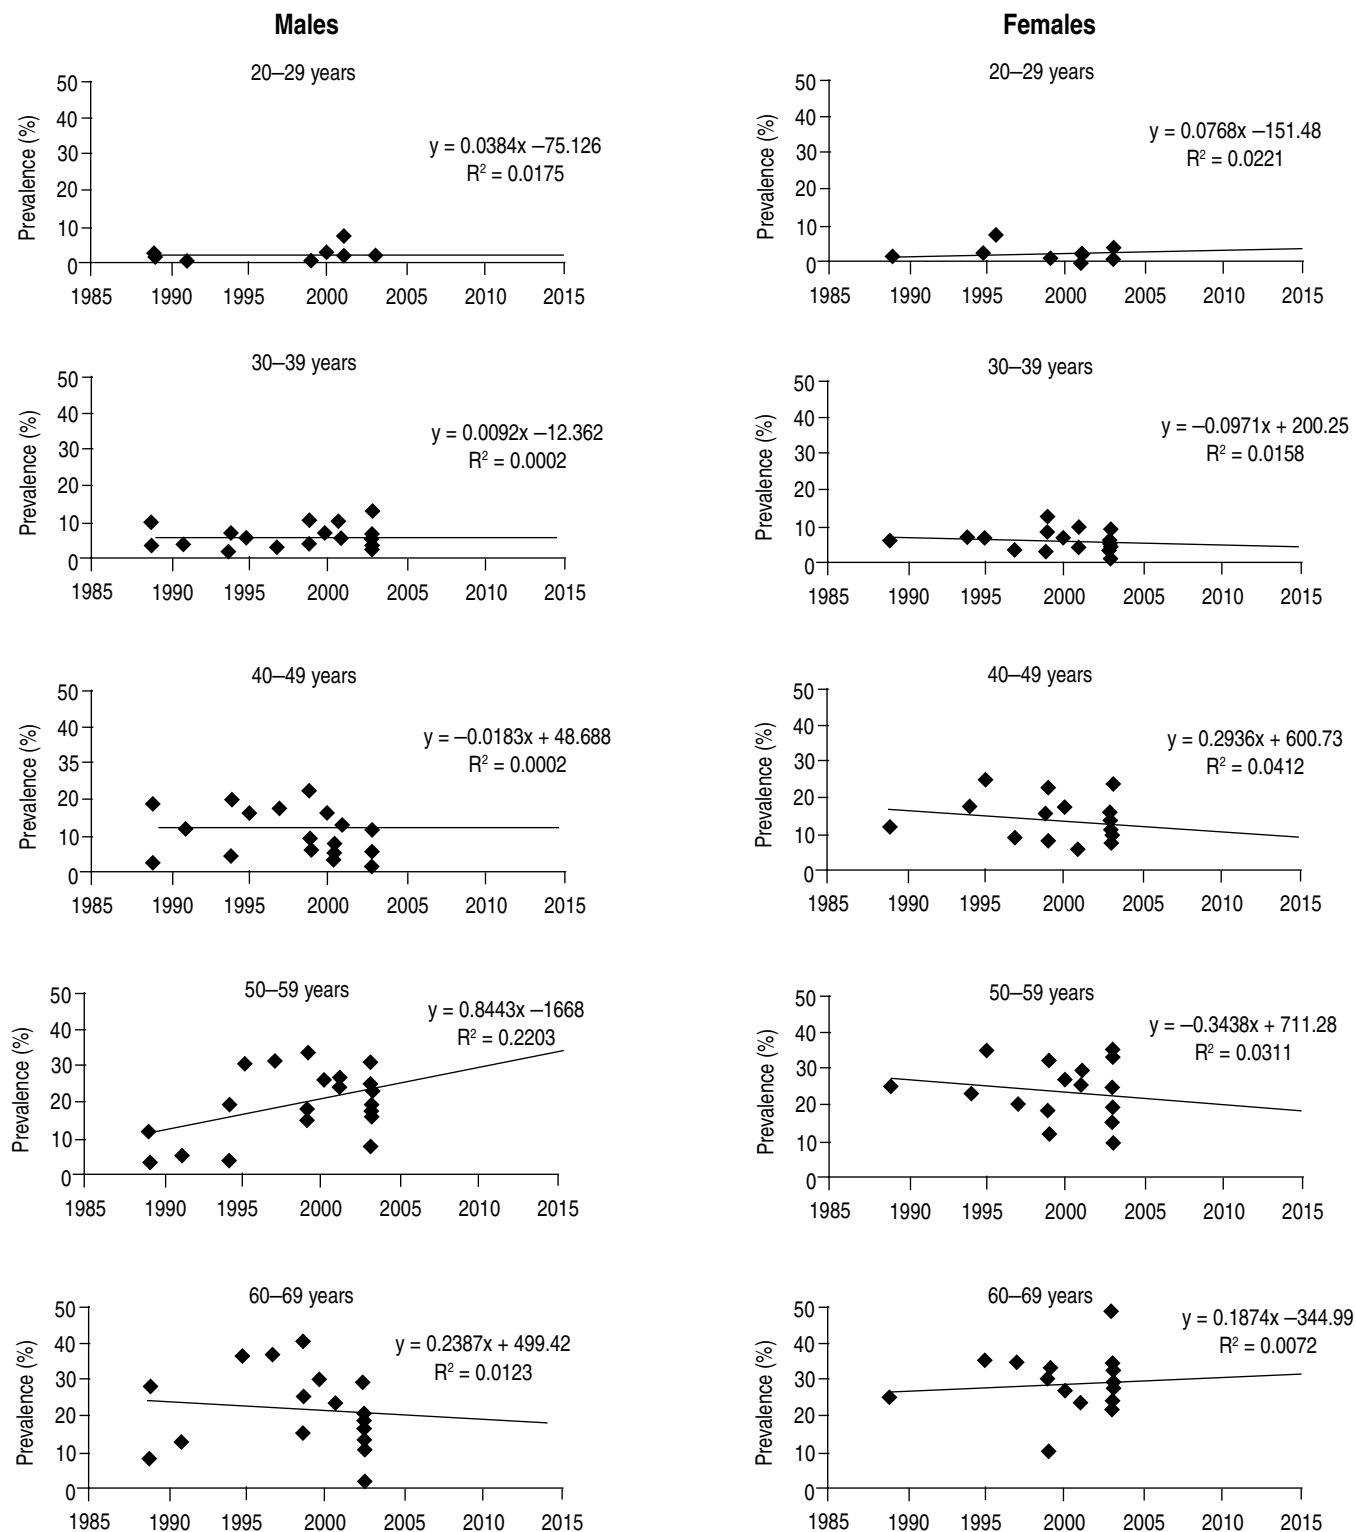 Males
Females
20–29 years
50
40
30
20
10
0
Prevalence (%)
y = 0.0384x –75.126
R² = 0.0175
1985 1990 1995 2000 2005 2010 2015
20–29 years
50
40
30
20
10
0
Prevalence (%)
y = 0.0768x –151.48
R² = 0.0221
1985 1990 1995 2000 2005 2010 2015
30–39 years
50
40
30
20
10
0
Prevalence (%)
y = 0.0092x –12.362
R² = 0.0002
1985 1990 1995 2000 2005 2010 2015
30–39 years
50
40
30
20
10
0
Prevalence (%)
y = –0.0971x + 200.25
R² = 0.0158
1985 1990 1995 2000 2005 2010 2015
40–49 years
50
40
35
20
10
0
Prevalence (%)
y = –0.0183x + 48.688
R² = 0.0002
1985 1990 1995 2000 2005 2010 2015
40–49 years
50
40
30
20
10
0
Prevalence (%)
y = 0.2936x + 600.73
R² = 0.0412
1985 1990 1995 2000 2005 2010 2015
50–59 years
50
40
30
20
10
0
Prevalence (%)
y = 0.8443x –1668
R² = 0.2203
1985 1990 1995 2000 2005 2010 2015
50–59 years
50
40
30
20
10
0
Prevalence (%)
y = –0.3438x + 711.28
R² = 0.0311
1985 1990 1995 2000 2005 2010 2015
60–69 years
50
40
30
20
10
0
Prevalence (%)
y = 0.2387x + 499.42
R² = 0.0123
1985 1990 1995 2000 2005 2010 2015
60–69 years
50
40
30
20
10
0
Prevalence (%)
y = 0.1874x –344.99
R² = 0.0072
1985 1990 1995 2000 2005 2010 2015